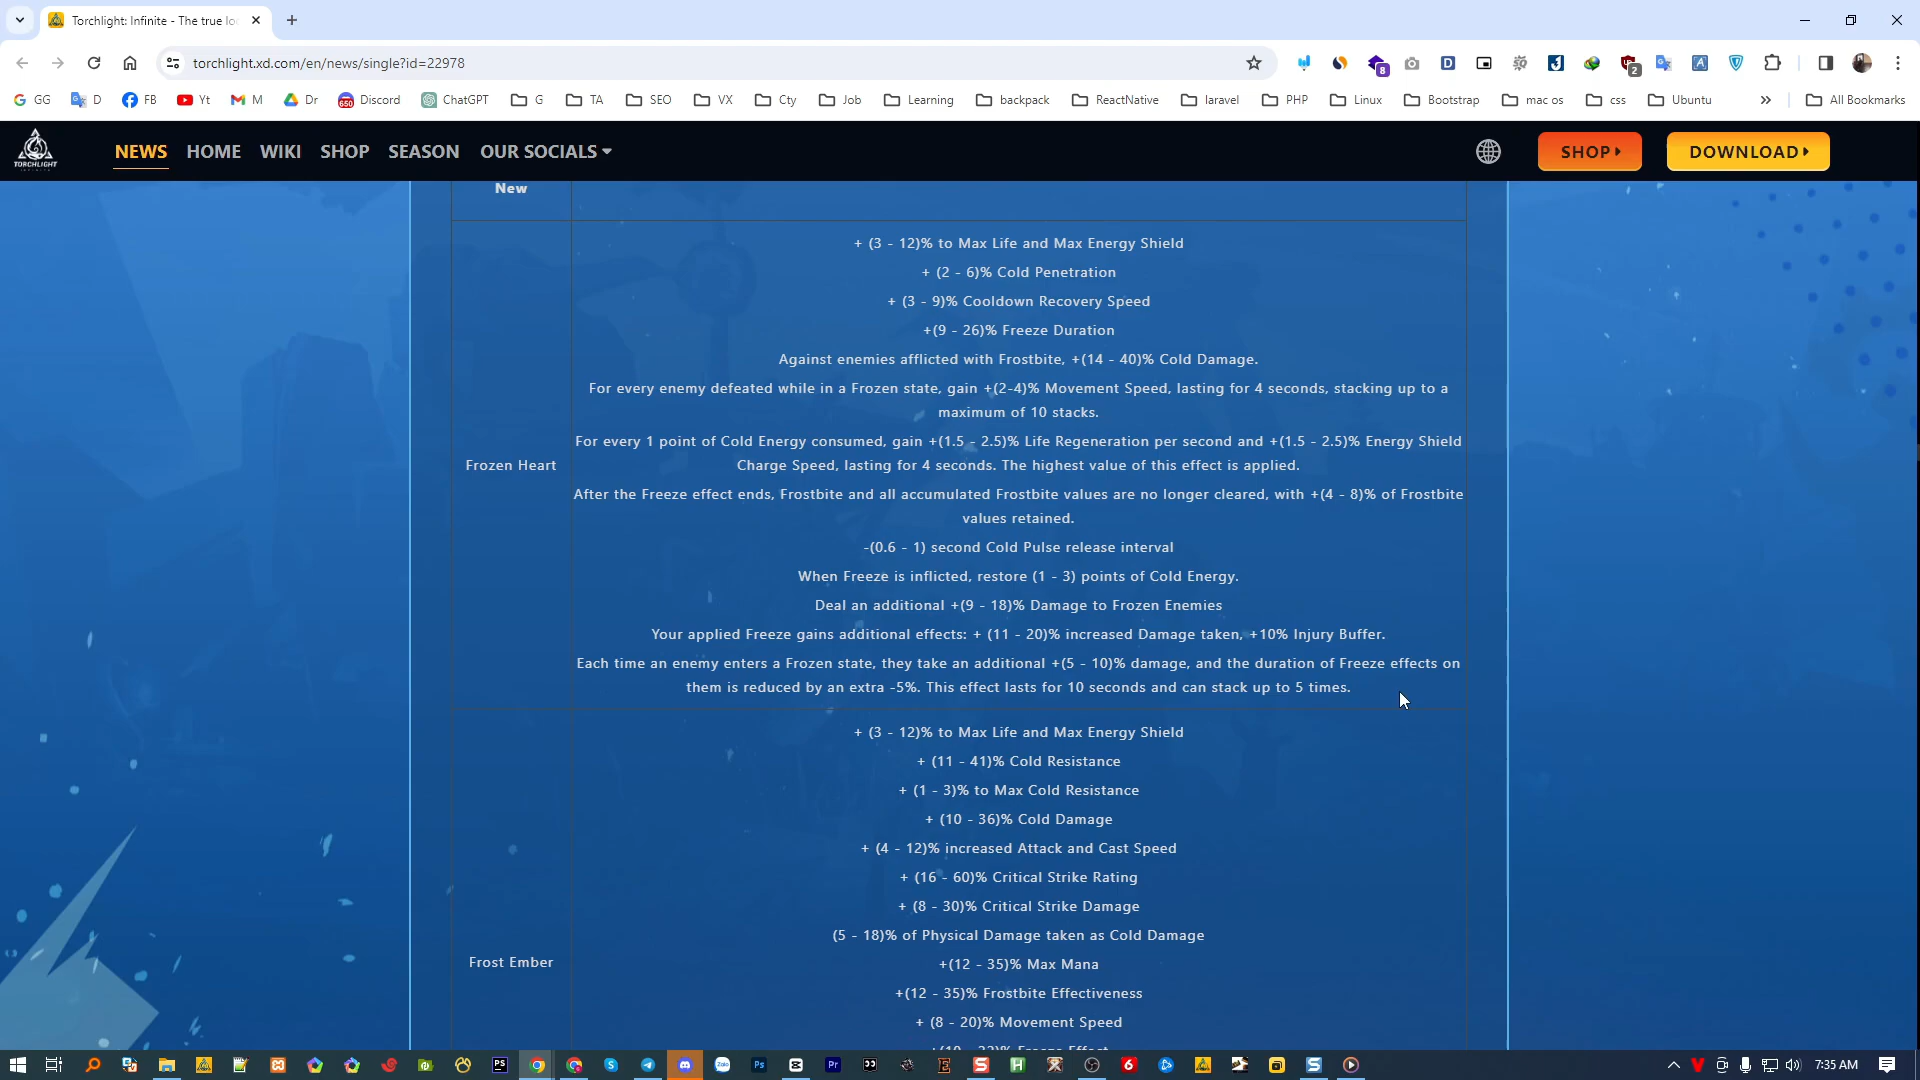 Torchlight: Infinite - The true lo
torchlight.xd.com/en/news/single?id=22978
8
2
GG
D
FB
Yt
M
Dr
Discord
ChatGPT
G
TA
SEO
VX
Cty
Job
Learning
backpack
ReactNative
laravel
PHP
Linux
Bootstrap
mac os
css
Ubuntu
All Bookmarks
TORCHLIGHT
INFINITE
NEWS
HOME
WIKI
SHOP
SEASON
OUR SOCIALS
SHOP
DOWNLOAD
New
+ (3 - 12)% to Max Life and Max Energy Shield
+ (2 - 6)% Cold Penetration
+ (3 - 9)% Cooldown Recovery Speed
+(9 - 26)% Freeze Duration
Against enemies afflicted with Frostbite, +(14 - 40)% Cold Damage.
For every enemy defeated while in a Frozen state, gain +(2-4)% Movement Speed, lasting for 4 seconds, stacking up to a
maximum of 10 stacks.
For every 1 point of Cold Energy consumed, gain +(1.5 - 2.5)% Life Regeneration per second and +(1.5 - 2.5)% Energy Shield
Frozen Heart
Charge Speed, lasting for 4 seconds. The highest value of this effect is applied.
After the Freeze effect ends, Frostbite and all accumulated Frostbite values are no longer cleared, with +(4 - 8)% of Frostbite
values retained.
-(0.6 - 1) second Cold Pulse release interval
When Freeze is inflicted, restore (1 - 3) points of Cold Energy.
Deal an additional +(9 - 18)% Damage to Frozen Enemies
Your applied Freeze gains additional effects: + (11 - 20)% increased Damage taken, +10% Injury Buffer.
Each time an enemy enters a Frozen state, they take an additional +(5 - 10)% damage, and the duration of Freeze effects on
them is reduced by an extra -5%. This effect lasts for 10 seconds and can stack up to 5 times.
+ (3 - 12)% to Max Life and Max Energy Shield
+ (11 - 41)% Cold Resistance
+ (1 - 3)% to Max Cold Resistance
+ (10 - 36)% Cold Damage
+ (4 - 12)% increased Attack and Cast Speed
+ (16 - 60)% Critical Strike Rating
+ (8 - 30)% Critical Strike Damage
(5 - 18)% of Physical Damage taken as Cold Damage
Frost Ember
+(12 - 35)% Max Mana
+(12 - 35)% Frostbite Effectiveness
+ (8 - 20)% Movement Speed
7:35 AM